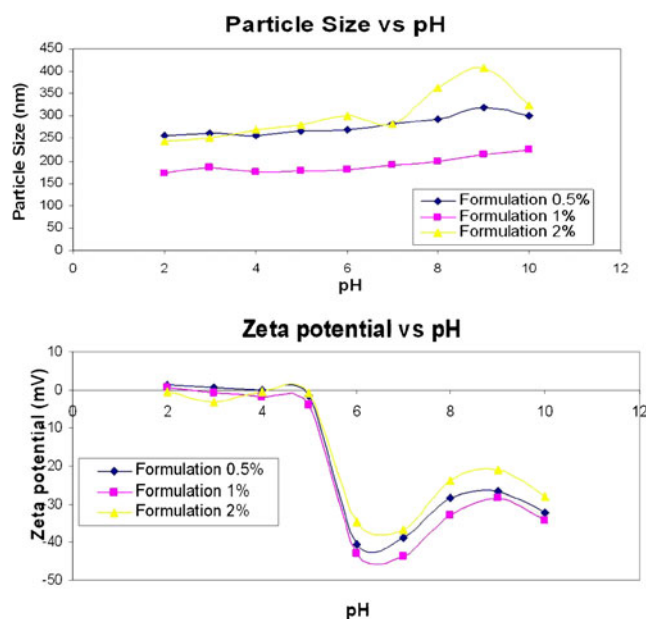 Particle Size vs pH
Particle Size (nm)
450
400
350
300
250
200
150
100
50
0
Formulation 0.5%
Formulation 1%
Formulation 2%
0 2 4 6 8 10 12
pH
Zeta potential vs pH
Zeta potential (mV)
10
0
-10
-20
-30
-40
-50
0 2 4 6 8 10 12
Formulation 0.5%
Formulation 1%
Formulation 2%
pH